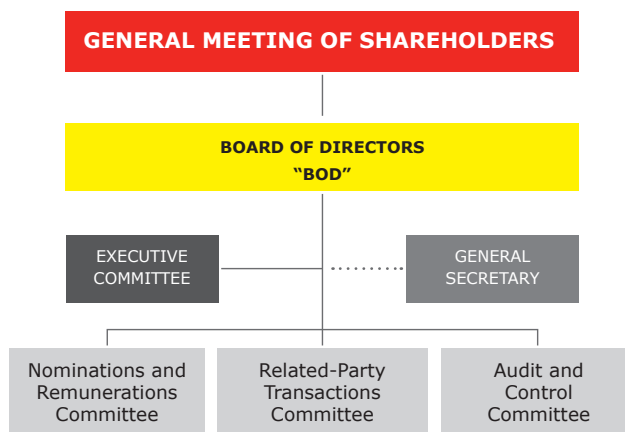 GENERAL MEETING OF SHAREHOLDERS
BOARD OF DIRECTORS
“BOD”
EXECUTIVE
COMMITTEE
GENERAL
SECRETARY
Nominations and
Remunerations
Committee
Related-Party
Transactions
Committee
Audit and
Control
Committee